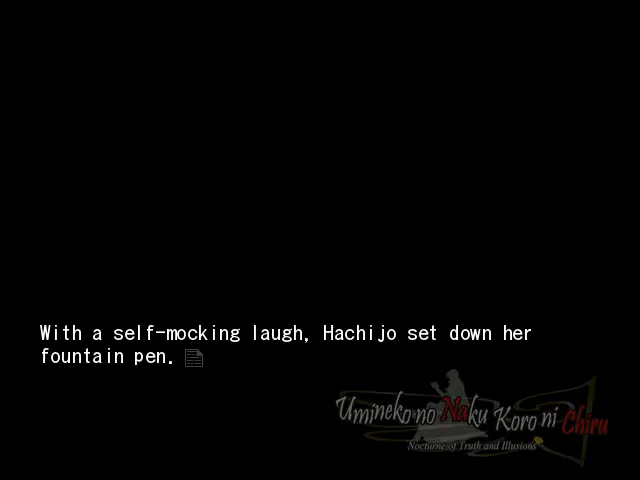 With a self-mocking laugh, Hachijo set down her
fountain pen.
Umineko no Naku Koro ni Chiru
Nocturne of Truth and Illusions